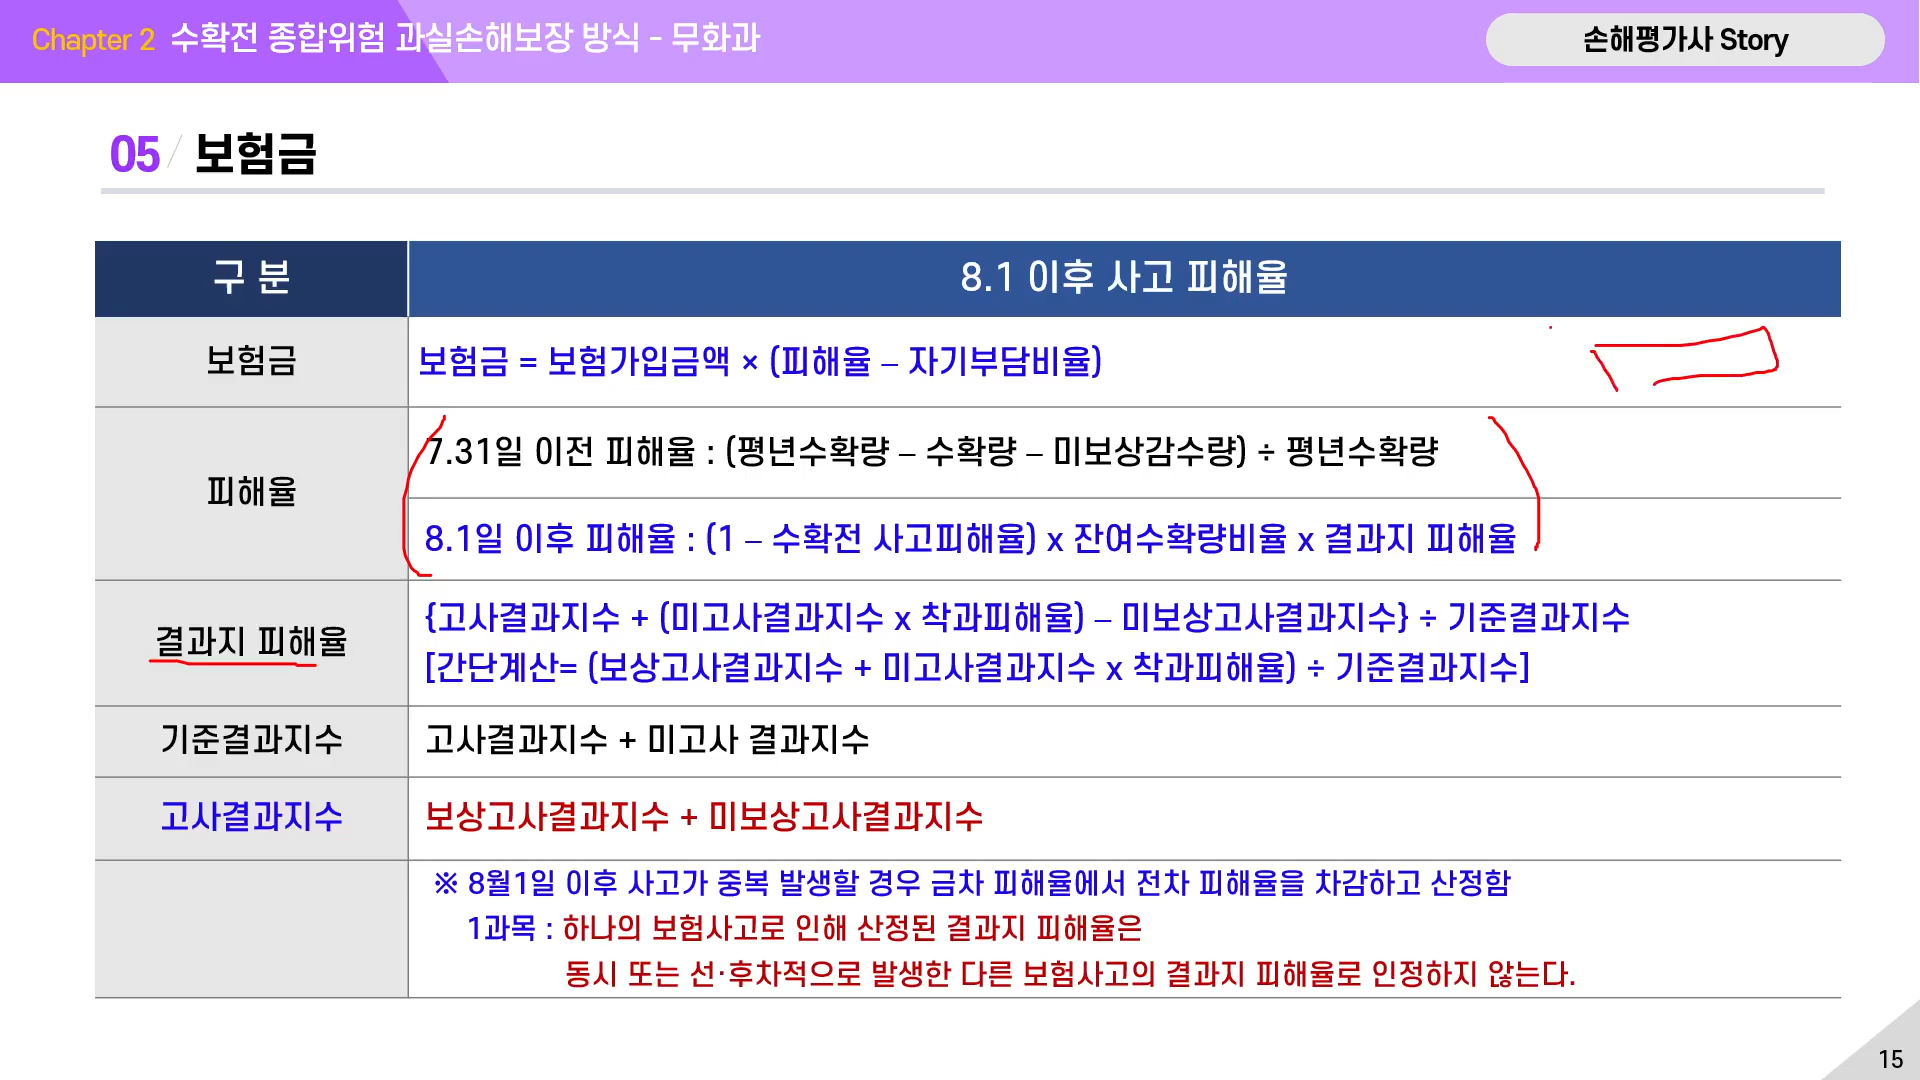 Chapter 2 수확전 종합위험 과실손해보장 방식 - 무화과
손해평가사 Story
05 / 보험금
구 분
8.1 이후 사고 피해율
보험금
보험금 = 보험가입금액 × (피해율 – 자기부담비율)
피해율
7.31일 이전 피해율 : (평년수확량 – 수확량 – 미보상감수량) ÷ 평년수확량
8.1일 이후 피해율 : (1 – 수확전 사고피해율) x 잔여수확량비율 x 결과지 피해율
결과지 피해율
{고사결과지수 + (미고사결과지수 x 착과피해율) – 미보상고사결과지수} ÷ 기준결과지수
[간단계산= (보상고사결과지수 + 미고사결과지수 x 착과피해율) ÷ 기준결과지수]
기준결과지수
고사결과지수 + 미고사 결과지수
고사결과지수
보상고사결과지수 + 미보상고사결과지수
※ 8월1일 이후 사고가 중복 발생할 경우 금차 피해율에서 전차 피해율을 차감하고 산정함
1과목 : 하나의 보험사고로 인해 산정된 결과지 피해율은
동시 또는 선·후차적으로 발생한 다른 보험사고의 결과지 피해율로 인정하지 않는다.
15